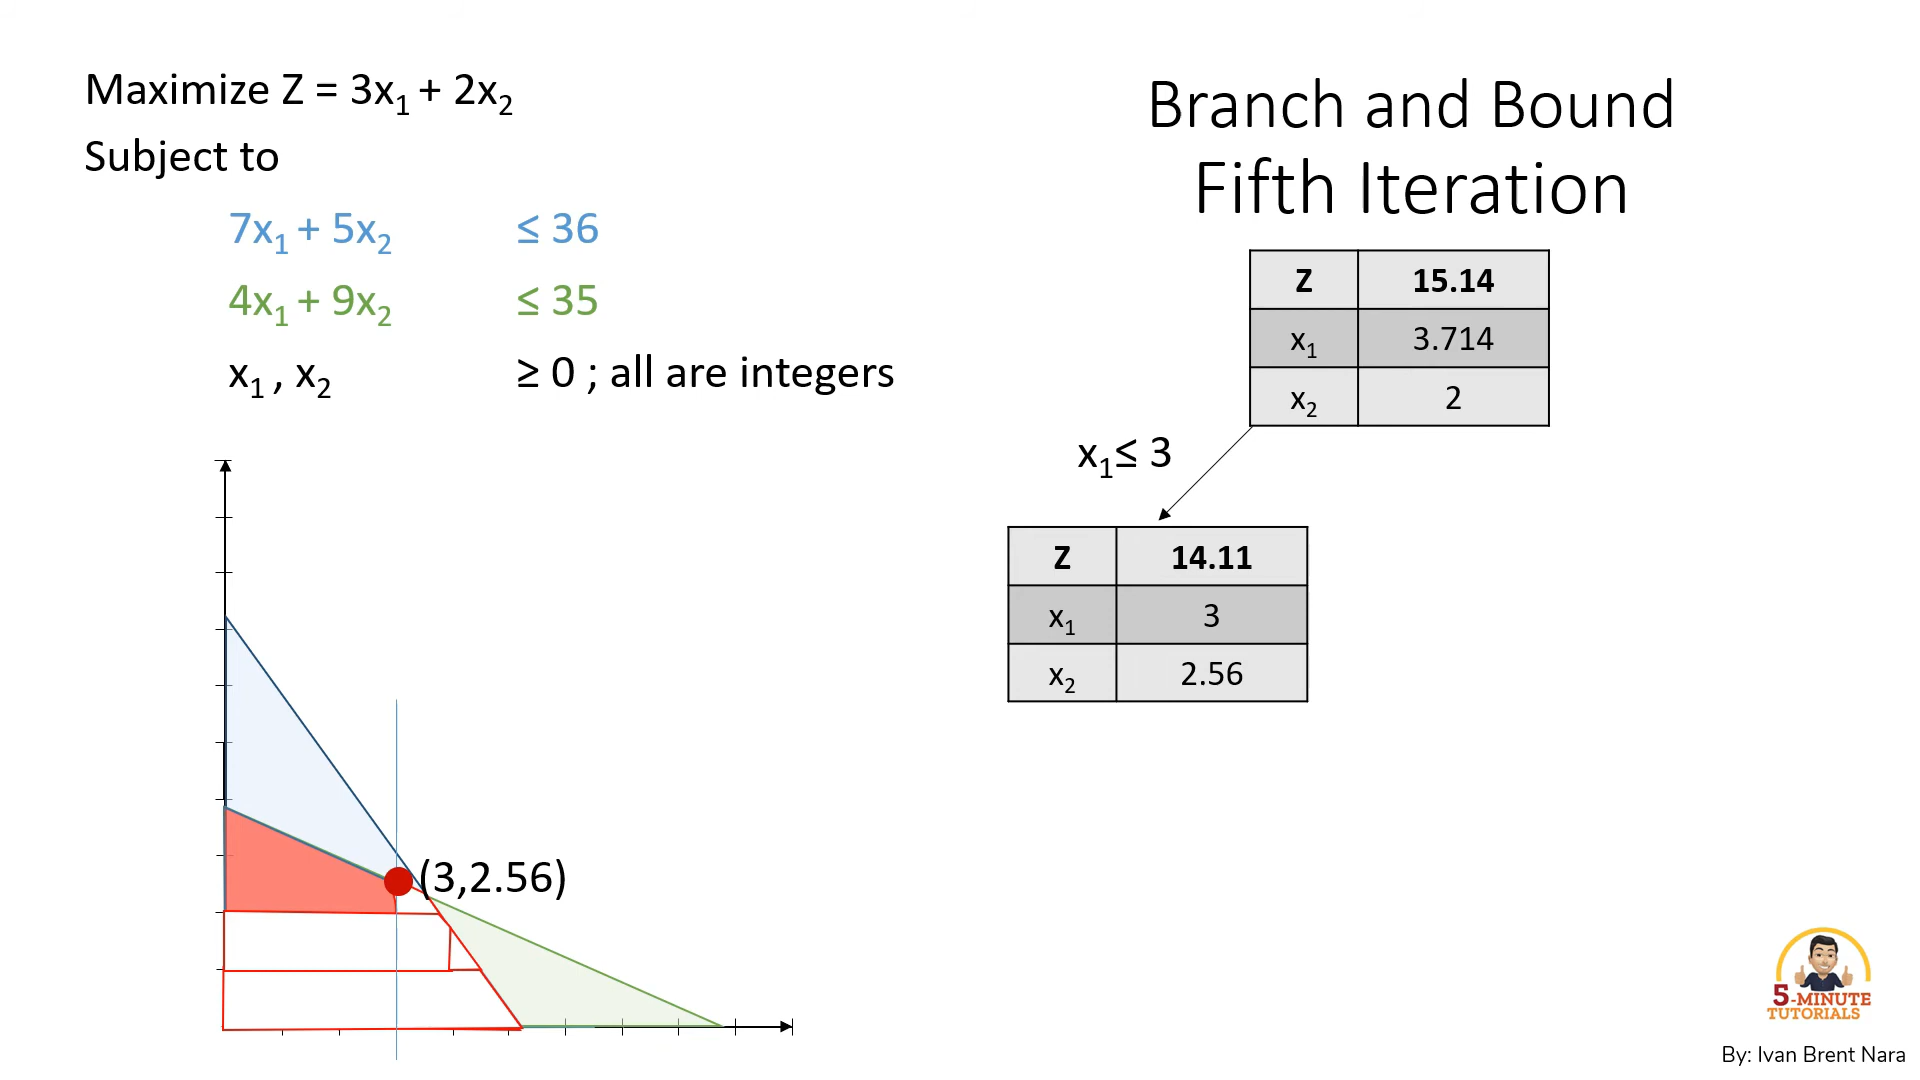 Maximize Z = 3x₁ + 2x₂
Subject to
7x₁ + 5x₂ ≤ 36
4x₁ + 9x₂ ≤ 35
x₁ , x₂ ≥ 0 ; all are integers
Branch and Bound
Fifth Iteration
Z 15.14
x₁ 3.714
x₂ 2
x₁≤ 3
Z 14.11
x₁ 3
x₂ 2.56
(3,2.56)
5-MINUTE
TUTORIALS
By: Ivan Brent Nara